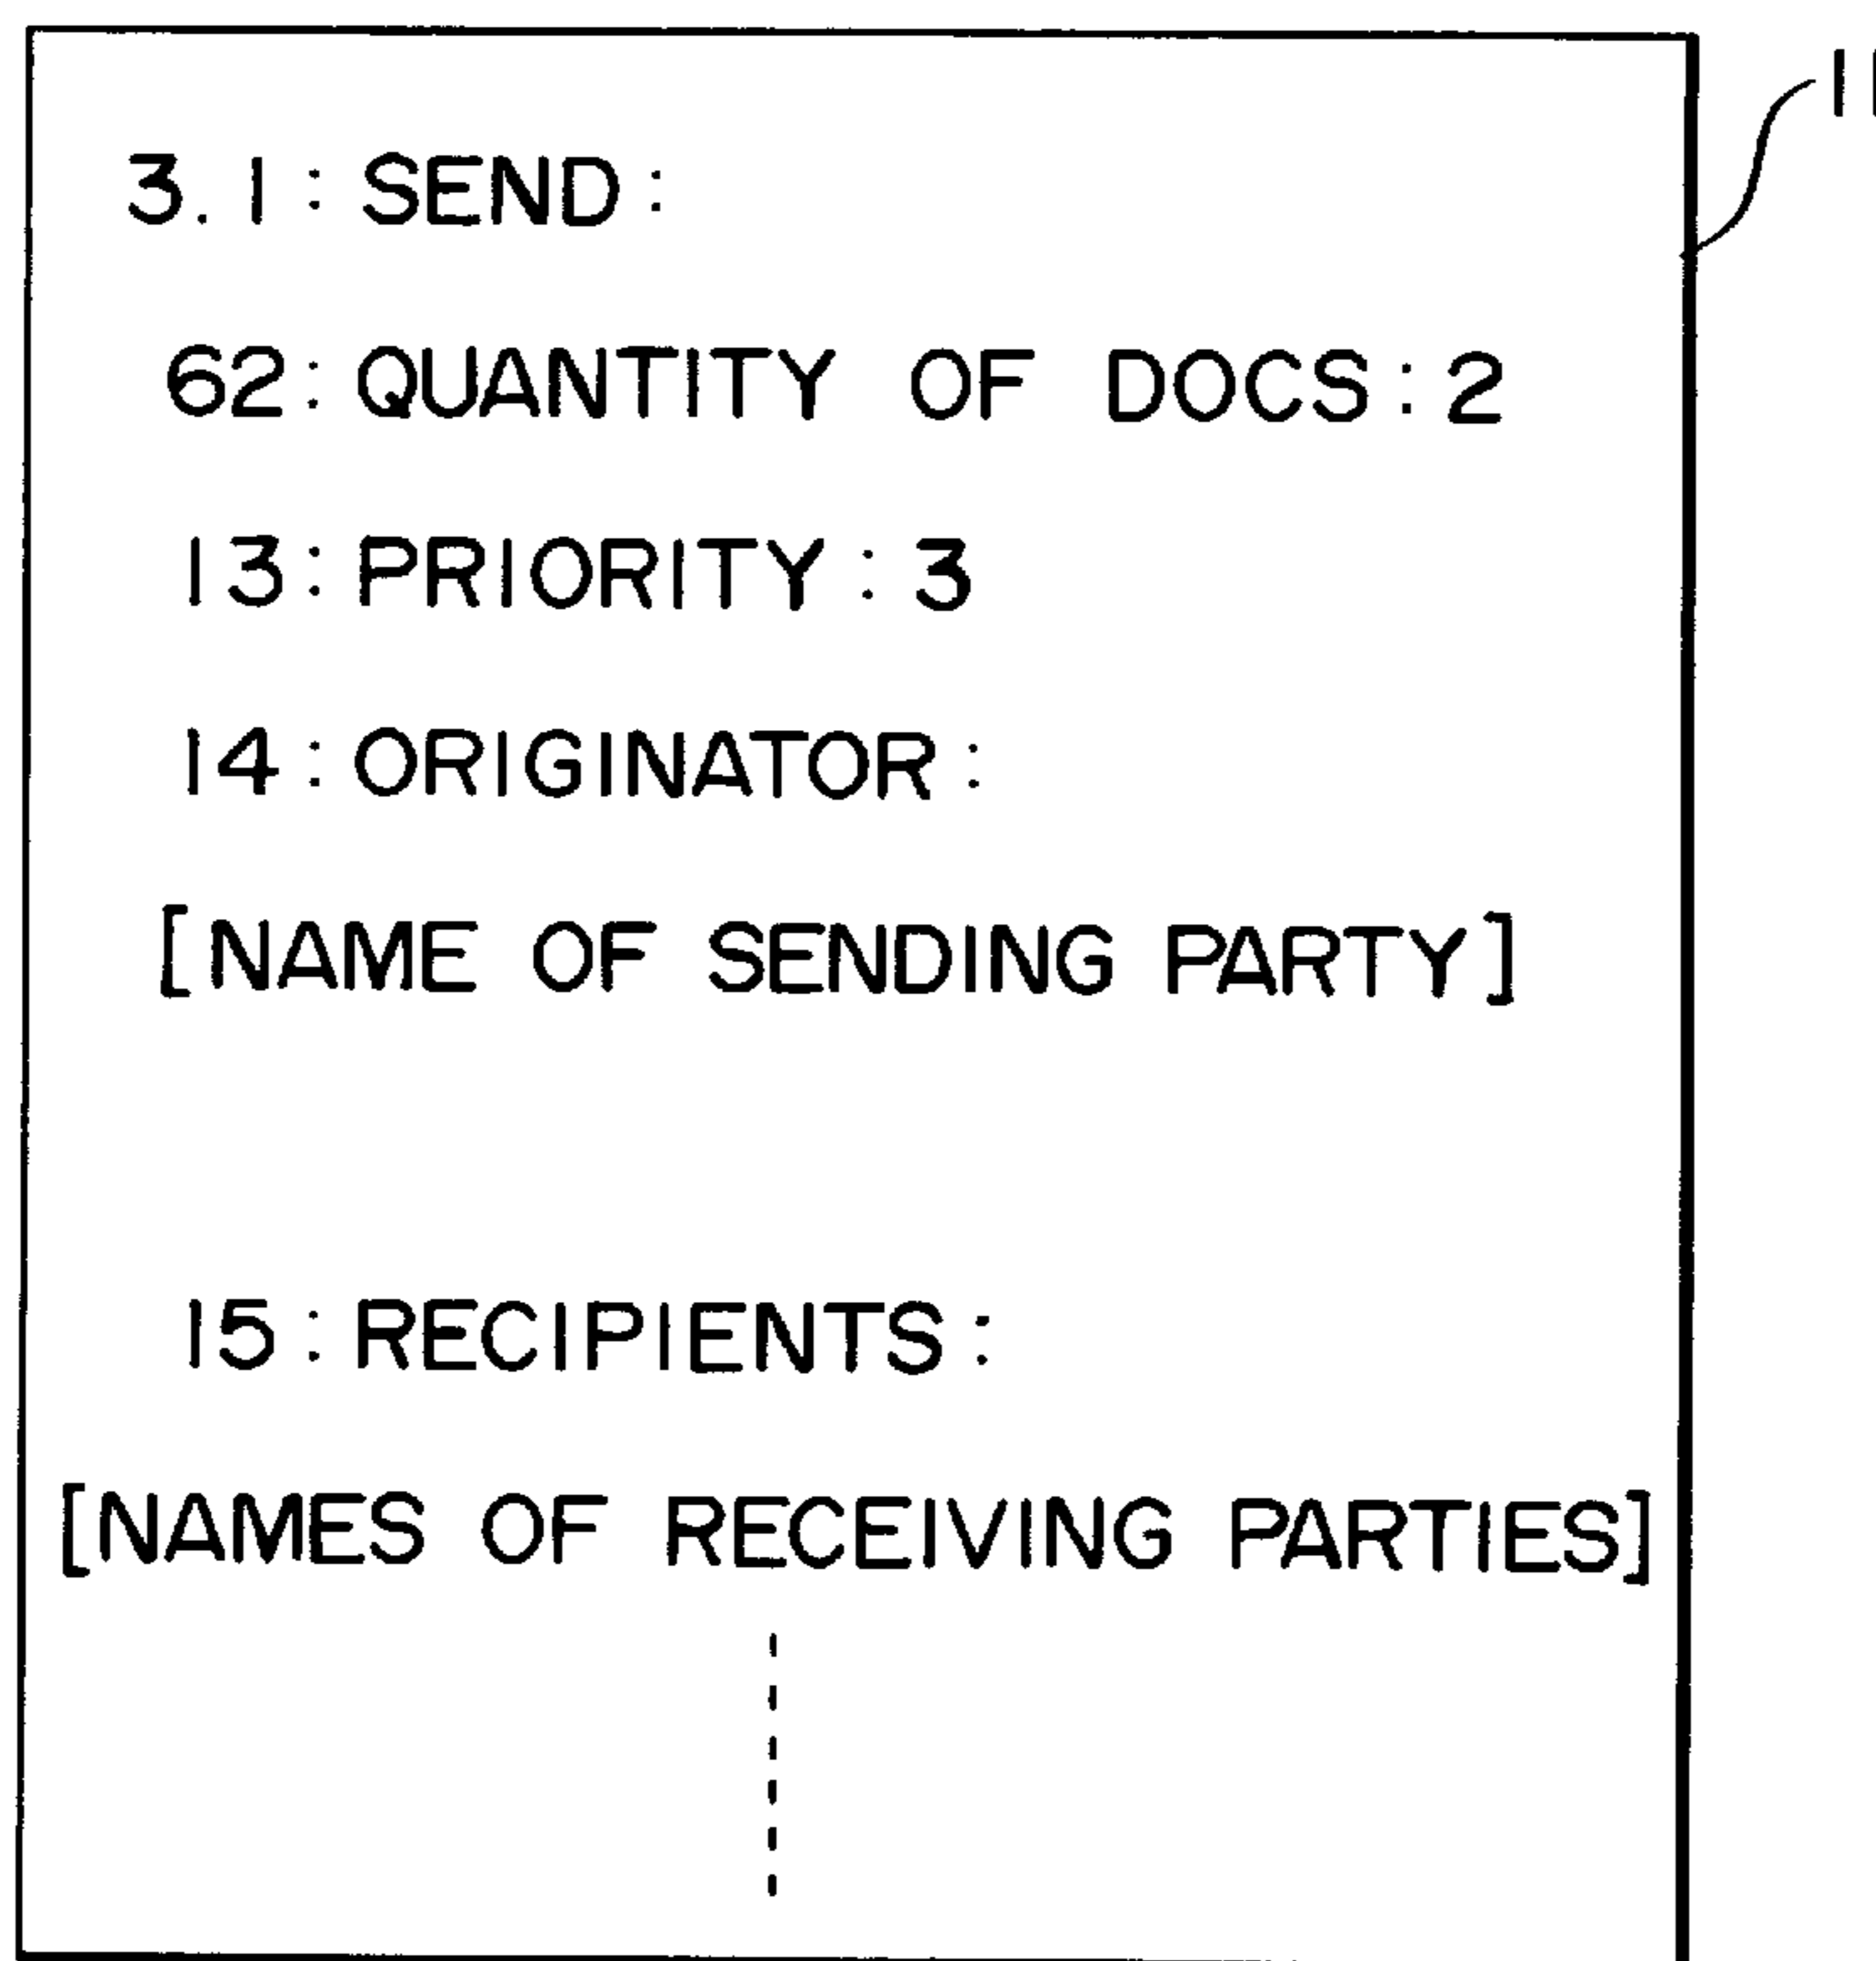 3.1:SEND:
62:QUANTITY OF DOCS:2
13:PRIORITY:3
14:ORIGINATOR:
[NAME OF SENDING PARTY]
15:RECIPIENTS:
[NAMES OF RECEIVING PARTIES]